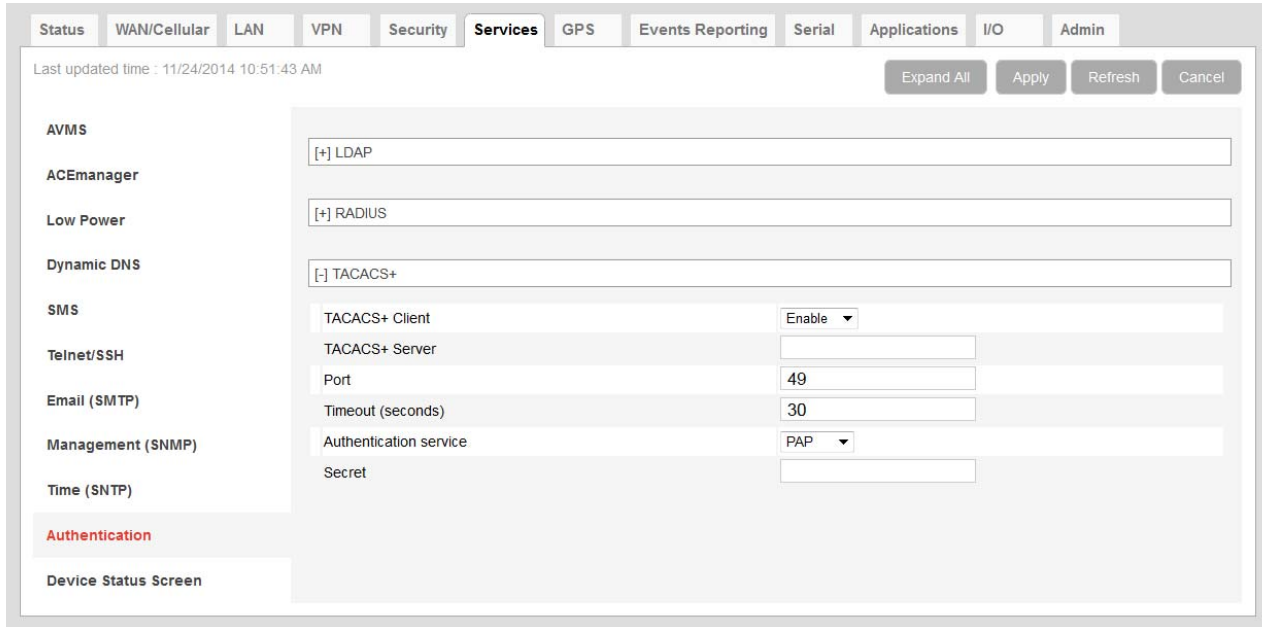 Status WAN/Cellular LAN VPN Security Services GPS Events Reporting Serial Applications I/O Admin
Last updated time : 11/24/2014 10:51:43 AM
Expand All Apply Refresh Cancel
AVMS
ACEmanager
Low Power
Dynamic DNS
SMS
Telnet/SSH
Email (SMTP)
Management (SNMP)
Time (SNTP)
Authentication
Device Status Screen
[+] LDAP
[+] RADIUS
[-] TACACS+
TACACS+ Client Enable
TACACS+ Server
Port 49
Timeout (seconds) 30
Authentication service PAP
Secret